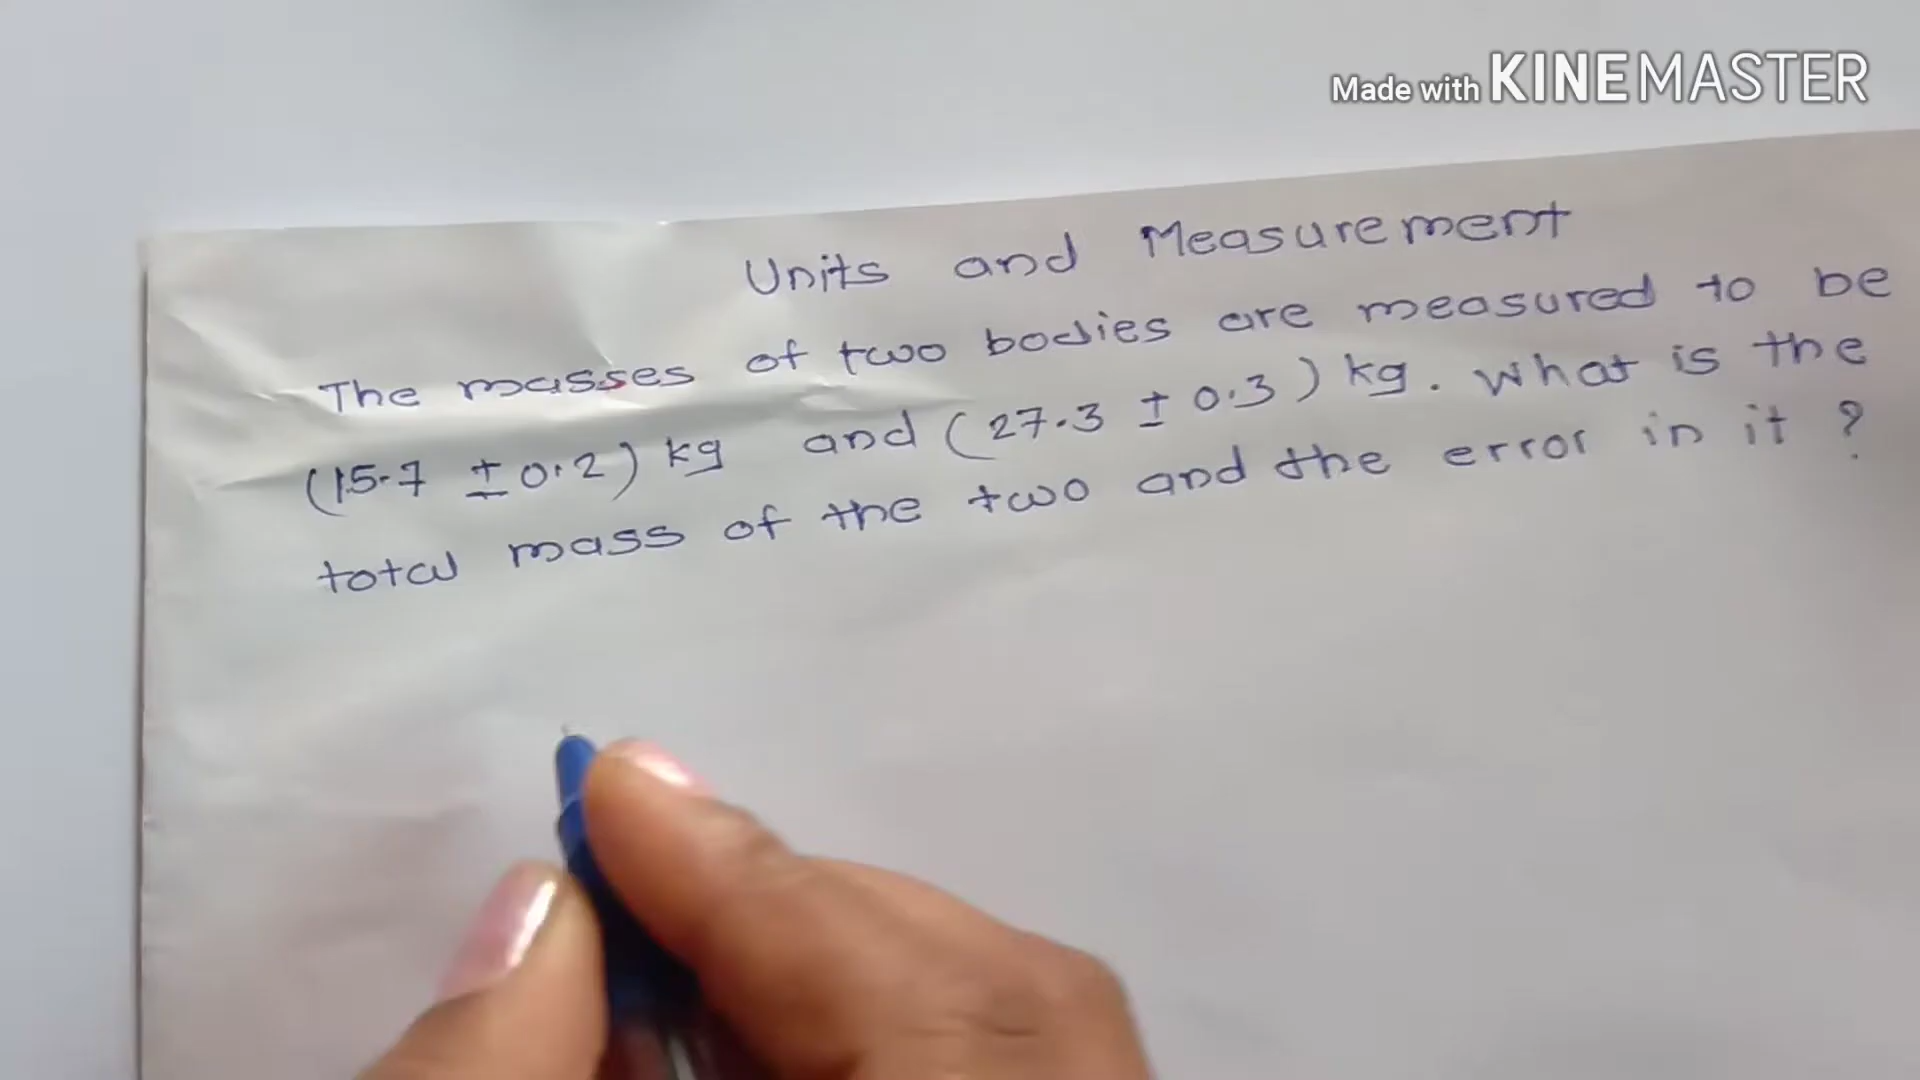 Made with KINEMASTER
Units and Measurement
The masses of two bodies are measured to be
(15.7 ± 0.2) kg and (27.3 ± 0.3) kg. What is the
total mass of the two and the error in it ?